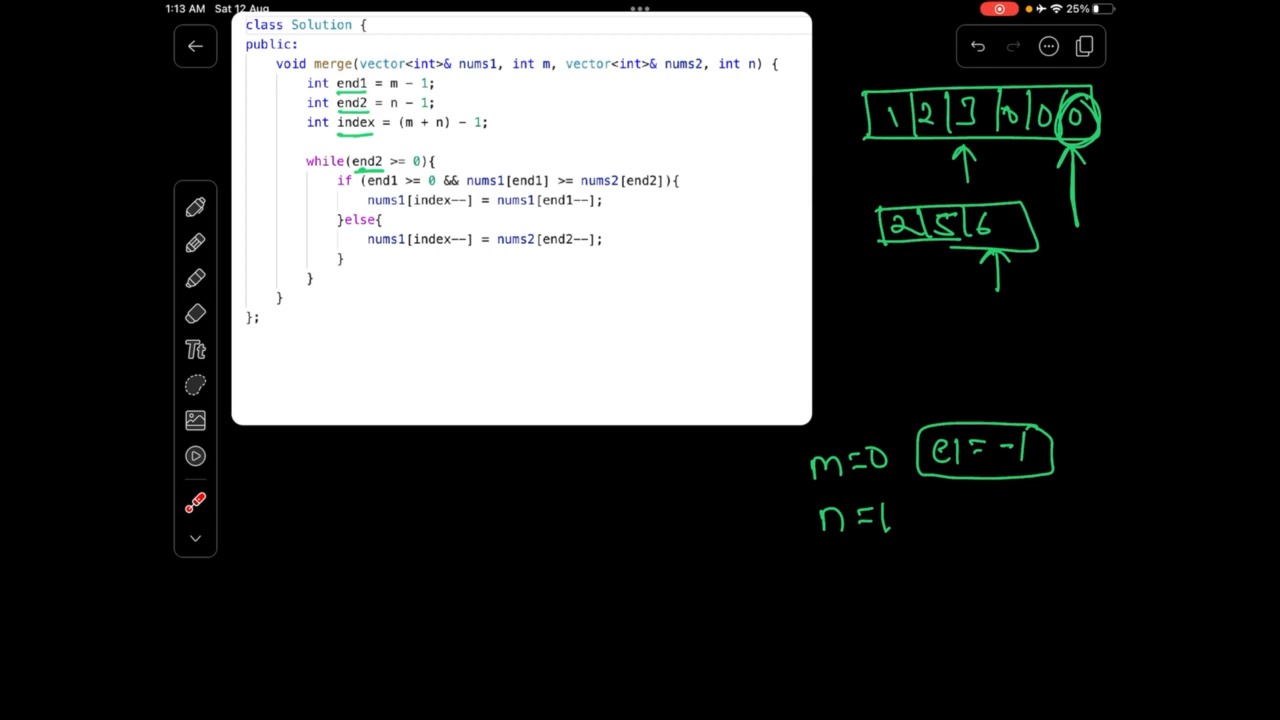 1:13 AM Sat 12 Aug
25%
class Solution {
public:
void merge(vector<int>& nums1, int m, vector<int>& nums2, int n) {
int end1 = m - 1;
int end2 = n - 1;
int index = (m + n) - 1;
while(end2 >= 0){
if (end1 >= 0 && nums1[end1] >= nums2[end2]){
nums1[index--] = nums1[end1--];
}else{
nums1[index--] = nums2[end2--];
}
}
}
};
Tt
1|2|3|0|0|0
2|5|6
m=0 e1= -1
n=1